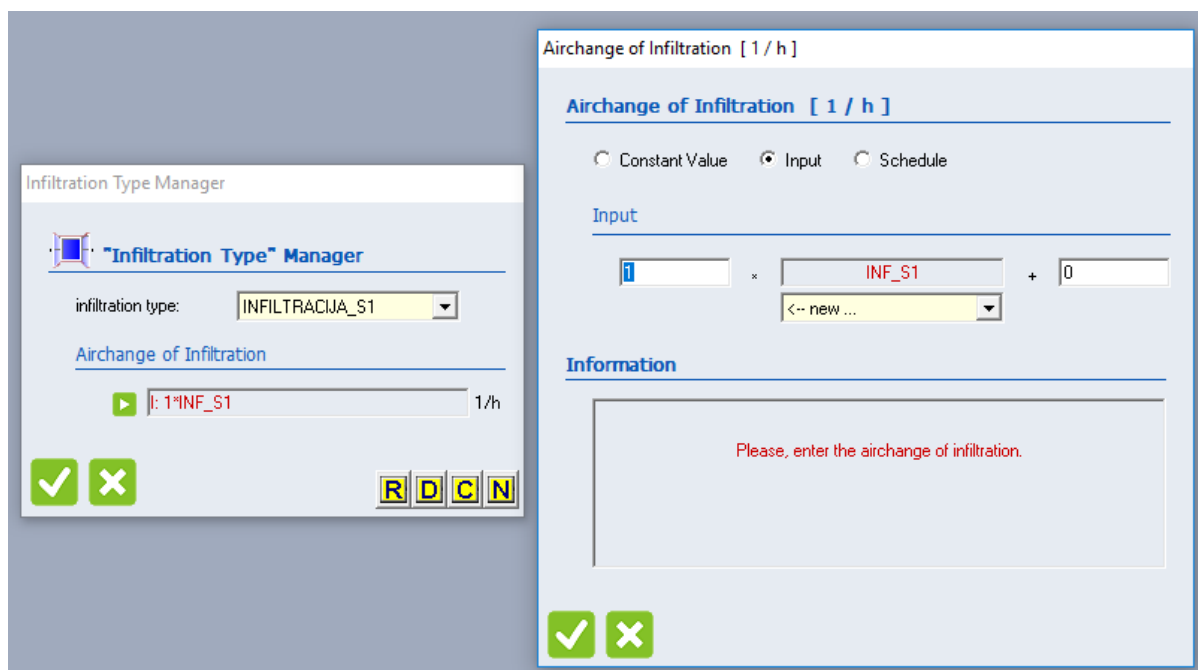 Infiltration Type Manager
"Infiltration Type" Manager
infiltration type: INFILTRACIJA_S1
Airchange of Infiltration
I: 1*INF_S1 1/h
R D C N
Airchange of Infiltration [ 1 / h ]
Airchange of Infiltration [ 1 / h ]
Constant Value Input Schedule
Input
1 * INF_S1 + 0
<-- new ...
Information
Please, enter the airchange of infiltration.